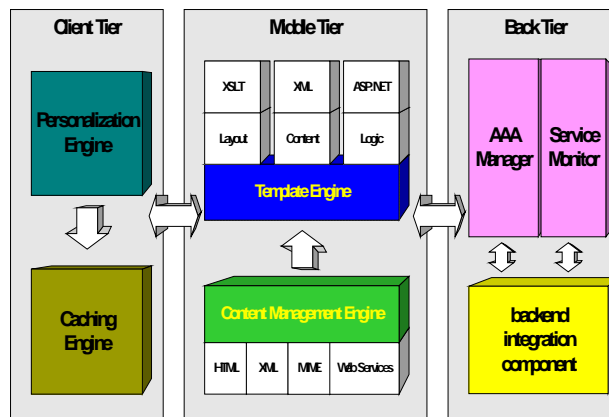 Client Tier
Personalization
Engine
Caching
Engine
Middle Tier
XSLT
XML
ASP.NET
Layout
Content
Logic
Template Engine
Content Management Engine
HTML
XML
MIME
Web Services
Back Tier
AAA
Manager
Service
Monitor
backend
integration
component